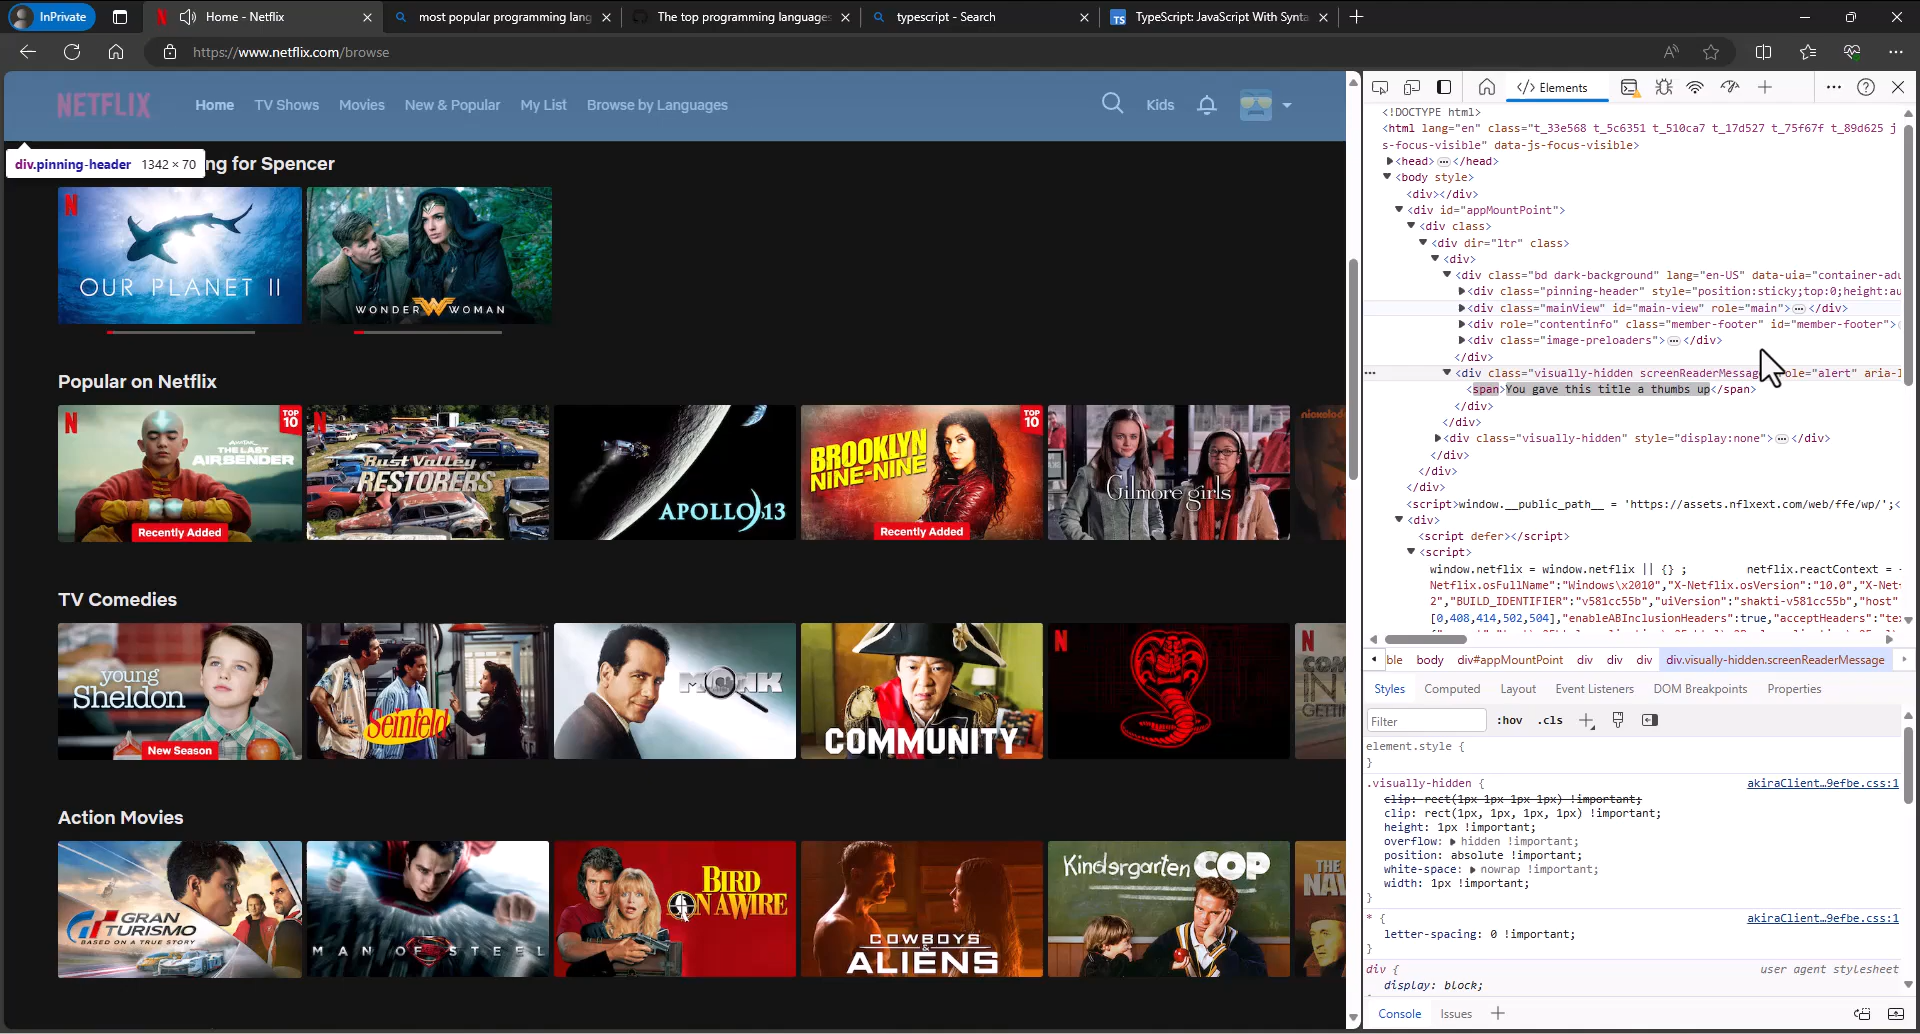 InPrivate
Home - Netflix
most popular programming lang
The top programming languages
typescript - Search
TS
TypeScript: JavaScript With Synta
https://www.netflix.com/browse
NETFLIX
Home
TV Shows
Movies
New & Popular
My List
Browse by Languages
Kids
div.pinning-header 1342 × 70
ng for Spencer
OUR PLANET II
WONDER WOMAN
Popular on Netflix
AVATAR
THE LAST
AIRBENDER
TOP
10
Recently Added
Rust Valley
RESTORERS
APOLLO 13
BROOKLYN
NINE-NINE
TOP
10
Recently Added
Gilmore girls
TV Comedies
young
Sheldon
New Season
Seinfeld
MONK
COMMUNITY
Action Movies
GRAN
TURISMO
BASED ON A TRUE STORY
MAN OF STEEL
BIRD
ON A WIRE
COWBOYS
&
ALIENS
Kindergarten COP
THE
Elements
<!DOCTYPE html>
<html lang="en" class="t_33e568 t_5c6351 t_510ca7 t_17d527 t_75f67f t_89d625 j
s-focus-visible" data-js-focus-visible>
<head> … </head>
<body style>
<div></div>
<div id="appMountPoint">
<div class>
<div dir="ltr" class>
<div>
<div class="bd dark-background" lang="en-US" data-uia="container-adu
<div class="pinning-header" style="position:sticky;top:0;height:au
<div class="mainView" id="main-view" role="main"> … </div>
<div role="contentinfo" class="member-footer" id="member-footer">
<div class="image-preloaders"> … </div>
</div>
<div class="visually-hidden screenReaderMessag ole="alert" aria-l
<span>You gave this title a thumbs up</span>
</div>
</div>
<div class="visually-hidden" style="display:none"> … </div>
</div>
</div>
</div>
<script>window.__public_path__ = 'https://assets.nflxext.com/web/ffe/wp/';<
<div>
<script defer></script>
<script>
window.netflix = window.netflix || {} ; netflix.reactContext =
Netflix.osFullName":"Windows\x2010","X-Netflix.osVersion":"10.0","X-Net
2","BUILD_IDENTIFIER":"v581cc55b","uiVersion":"shakti-v581cc55b","host"
[0,408,414,502,504],"enableABInclusionHeaders":true,"acceptHeaders":"te
ble body div#appMountPoint div div div div.visually-hidden.screenReaderMessage
Styles Computed Layout Event Listeners DOM Breakpoints Properties
Filter
:hov .cls
element.style {
}
.visually-hidden {
akiraClient…9efbe.css:1
clip: rect(1px 1px 1px 1px) !important;
clip: rect(1px, 1px, 1px, 1px) !important;
height: 1px !important;
overflow: hidden !important;
position: absolute !important;
white-space: nowrap !important;
width: 1px !important;
}
* {
akiraClient…9efbe.css:1
letter-spacing: 0 !important;
}
div {
user agent stylesheet
display: block;
Console Issues